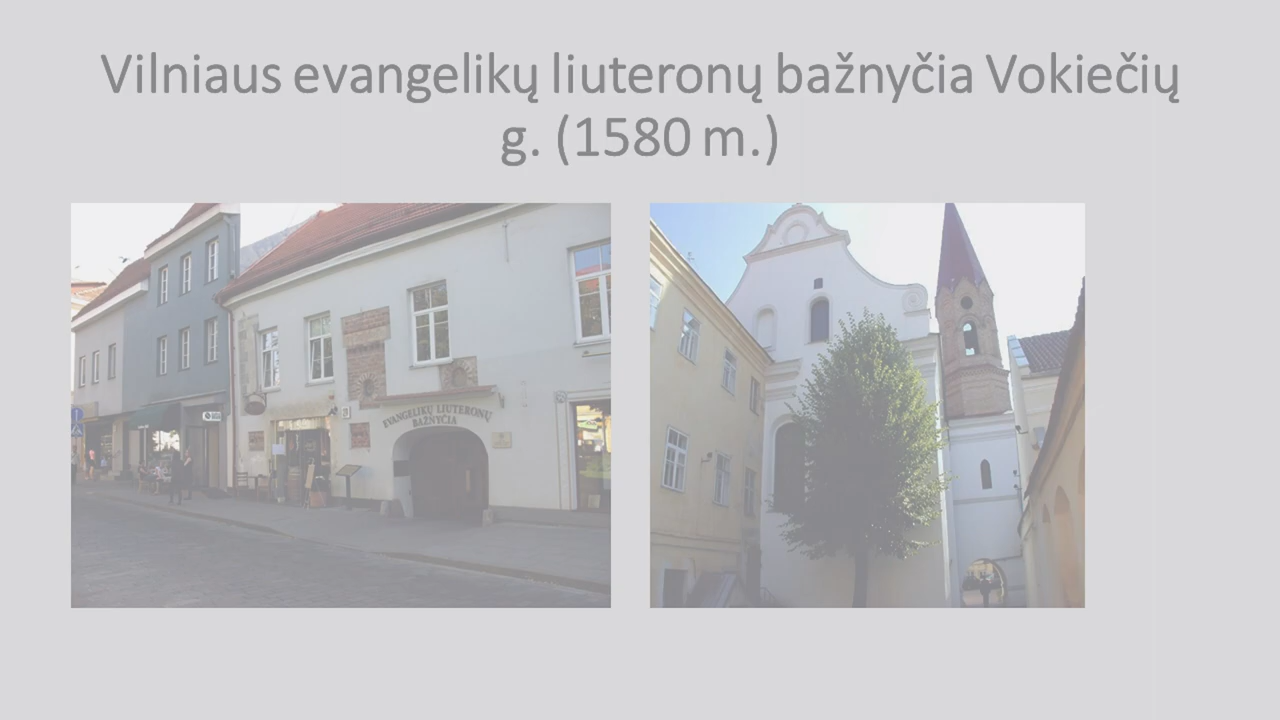 Vilniaus evangelikų liuteronų bažnyčia Vokiečių
g. (1580 m.)
EVANGELIKŲ LIUTERONŲ
BAŽNYČIA